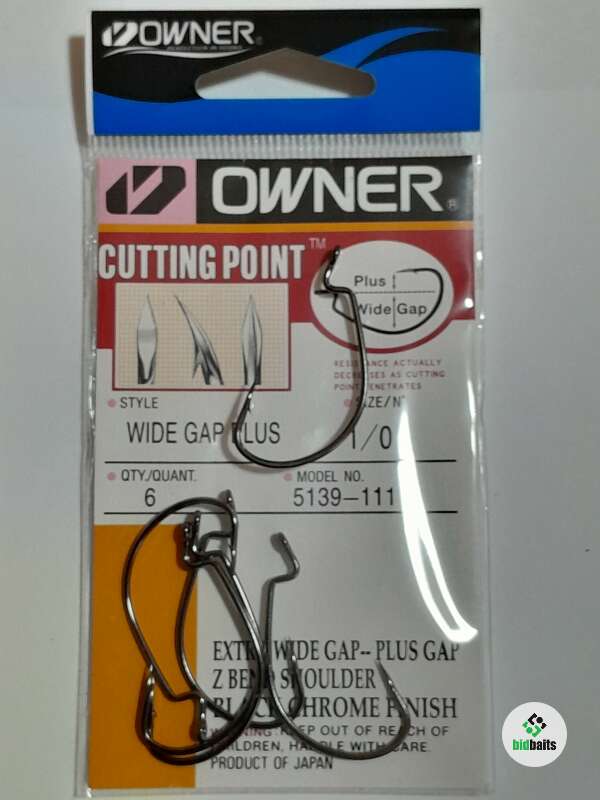 OWNER®
OWNER®
CUTTING POINT™
Plus
Wide Gap
RESISTANCE ACTUALLY
DECREASES AS CUTTING
POINT PENETRATES
STYLE
SIZE/N
WIDE GAP PLUS
1/0
QTY./QUANT.
MODEL NO.
6
5139-111
EXTRA WIDE GAP-- PLUS GAP
Z BEND SHOULDER
BLACK CHROME FINISH
WARNING: KEEP OUT OF REACH OF
CHILDREN, HANDLE WITH CARE.
PRODUCT OF JAPAN
bidbaits